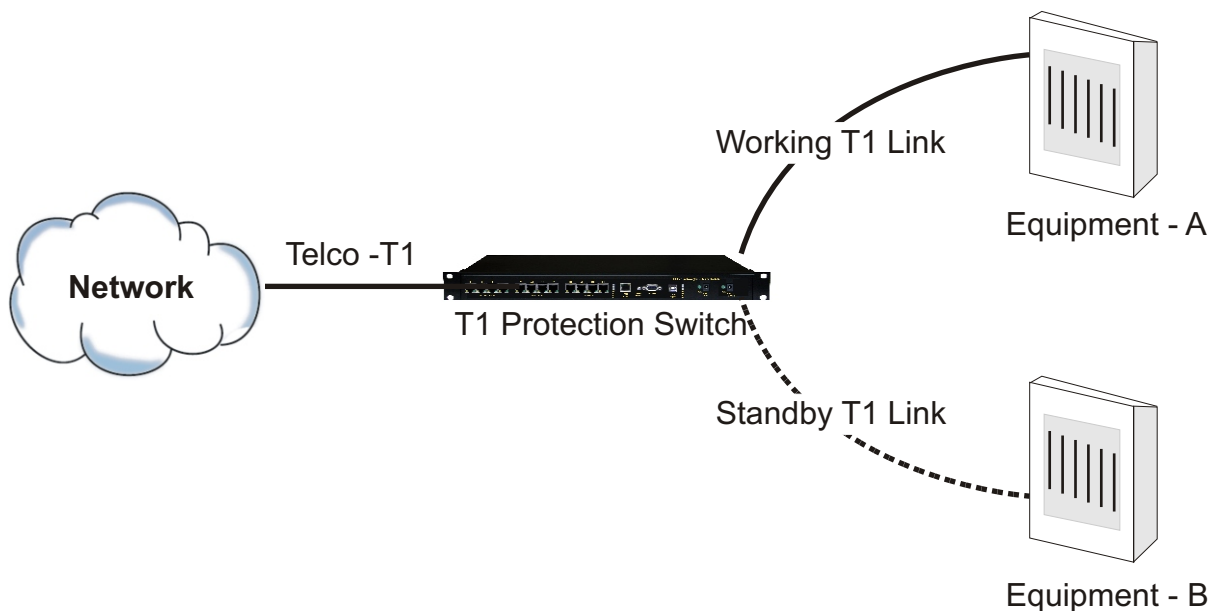 Working T1 Link
Equipment - A
Telco -T1
Network
T1 Protection Switch
Standby T1 Link
Equipment - B